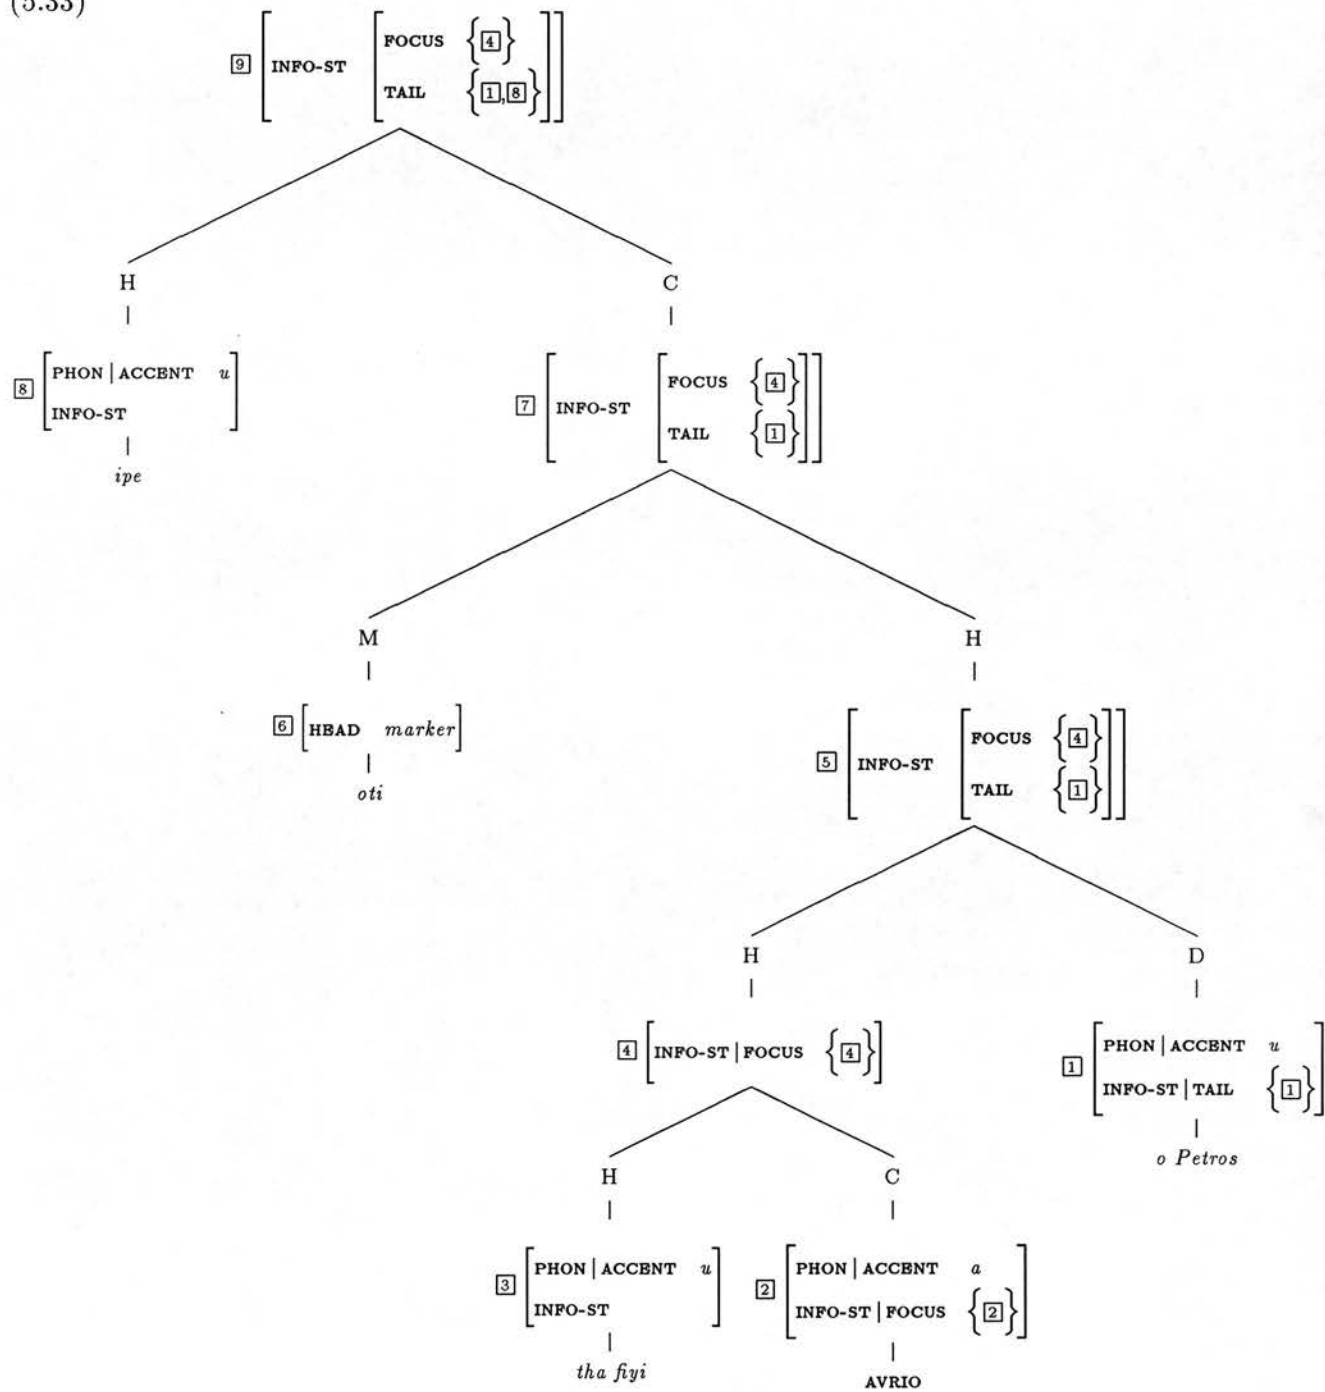 (5.33)
9 [INFO-ST [FOCUS {4}
TAIL {1,8}]]
H C
8 [PHON | ACCENT u
INFO-ST]
ipe
7 [INFO-ST [FOCUS {4}
TAIL {1}]]
M H
6 [HEAD marker]
oti
5 [INFO-ST [FOCUS {4}
TAIL {1}]]
H D
4 [INFO-ST | FOCUS {4}]
1 [PHON | ACCENT u
INFO-ST | TAIL {1}]
o Petros
H C
3 [PHON | ACCENT u
INFO-ST]
tha fiyi
2 [PHON | ACCENT a
INFO-ST | FOCUS {2}]
AVRIO